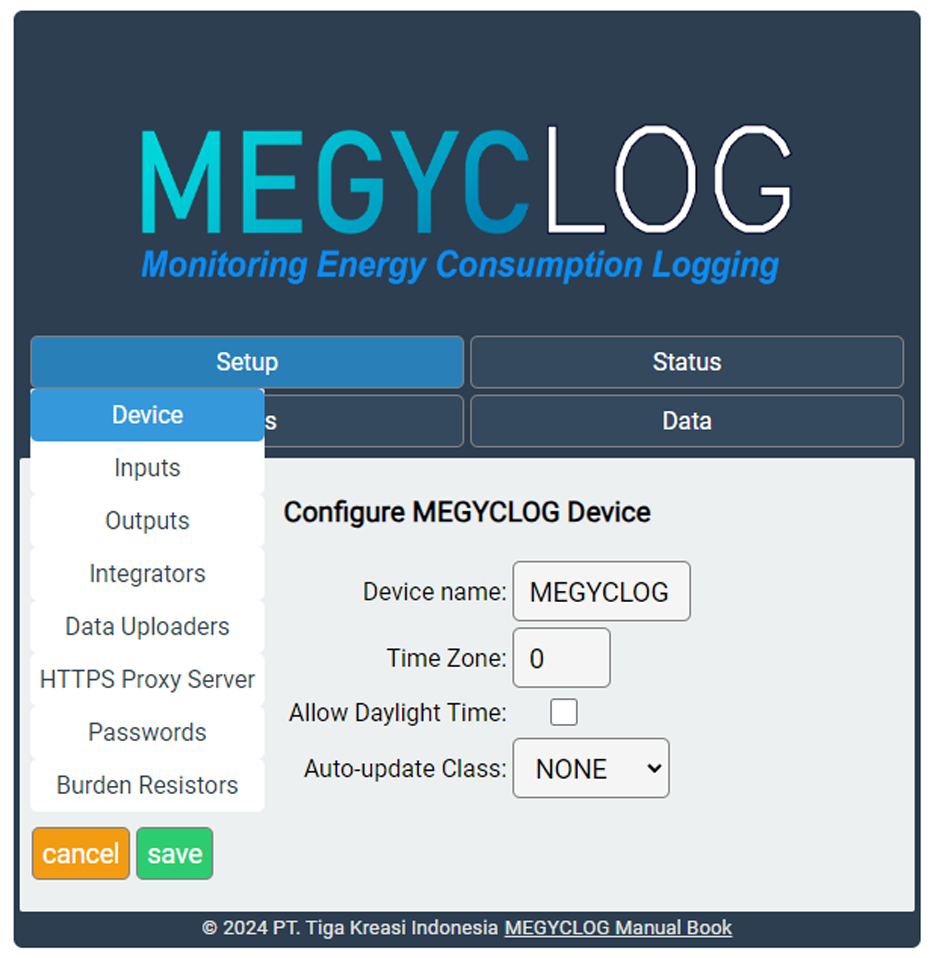 MEGYCLOG
Monitoring Energy Consumption Logging
Setup
Status
Device
s
Data
Inputs
Outputs
Integrators
Data Uploaders
HTTPS Proxy Server
Passwords
Burden Resistors
Configure MEGYCLOG Device
Device name: MEGYCLOG
Time Zone: 0
Allow Daylight Time:
Auto-update Class: NONE
cancel save
© 2024 PT. Tiga Kreasi Indonesia MEGYCLOG Manual Book